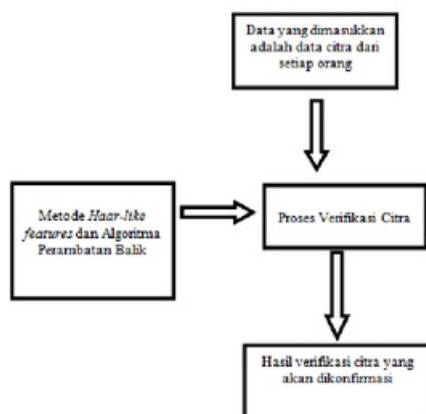 Data yang dimasukkan
adalah data citra dari
setiap orang
Metode Haar-like
features dan Algoritma
Perambatan Balik
Proses Verifikasi Citra
Hasil verifikasi citra yang
akan dikonfirmasi